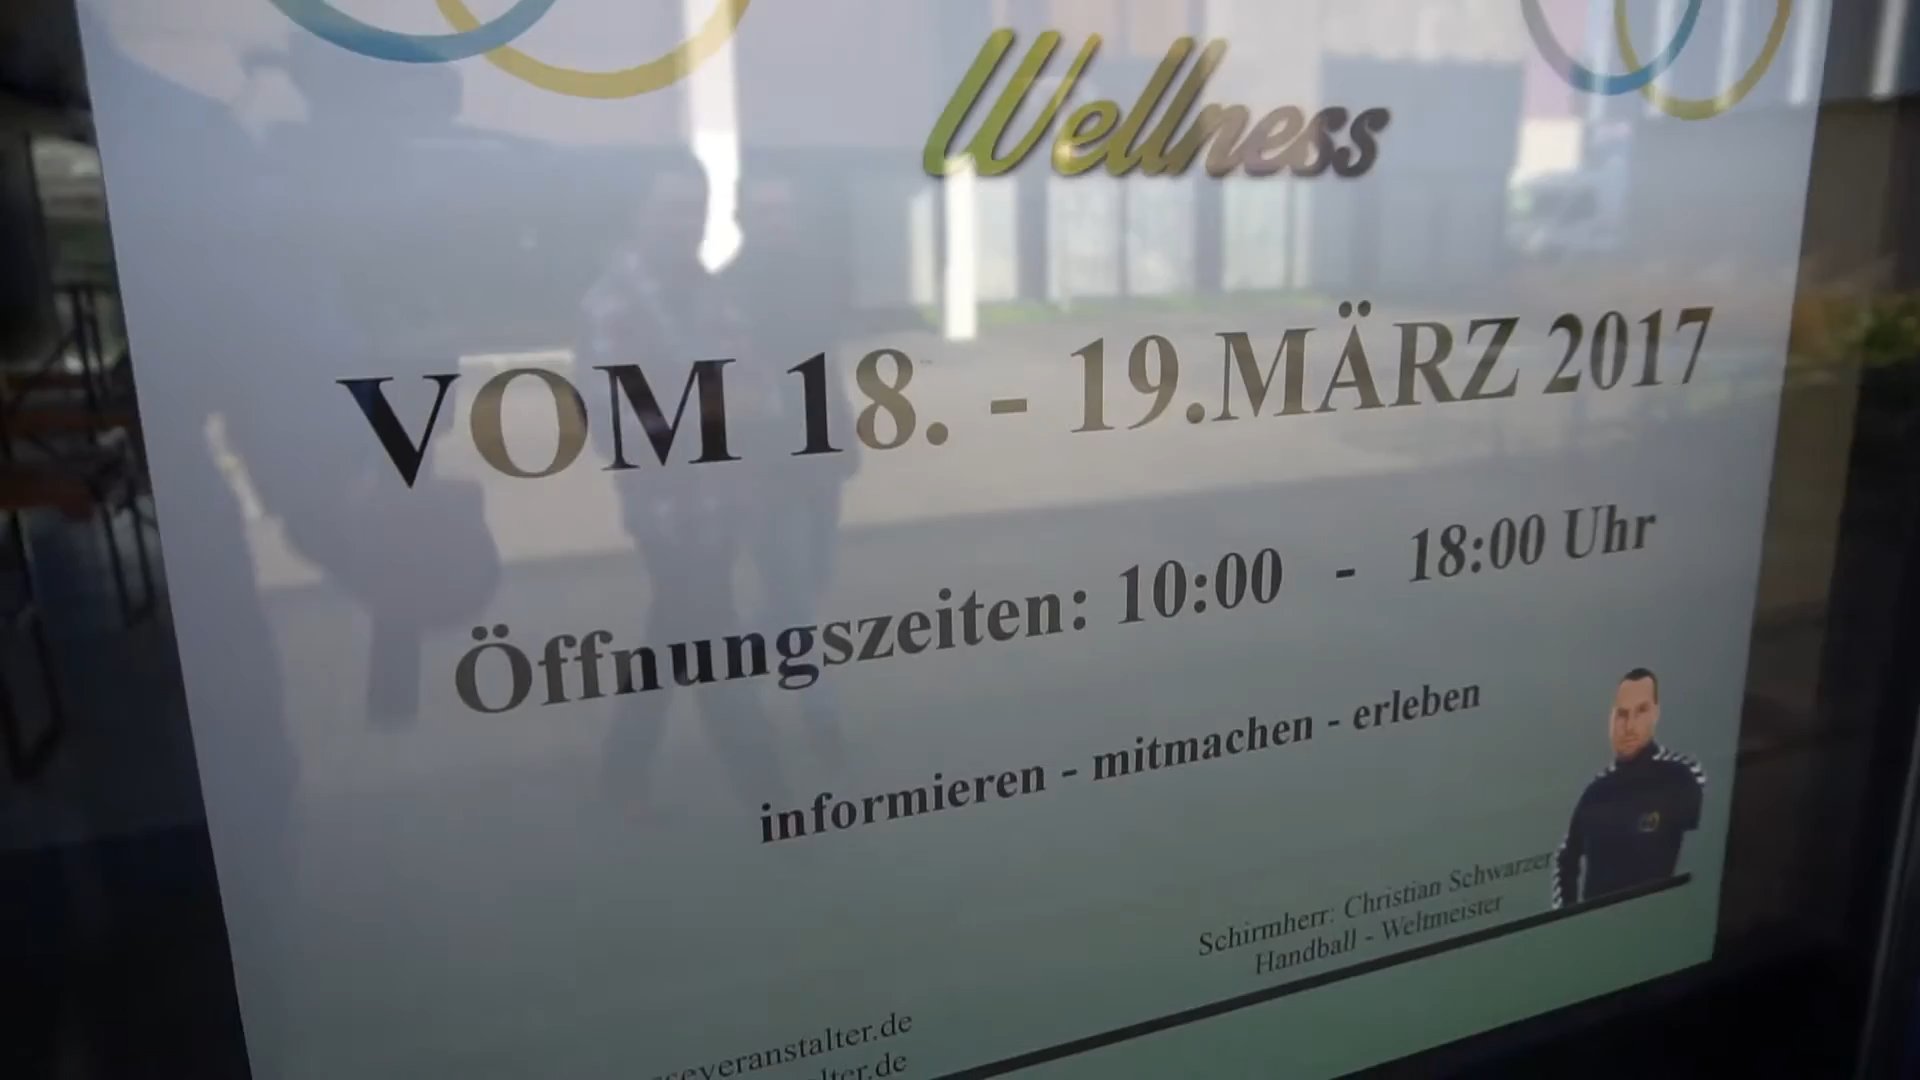 Wellness
VOM 18. - 19.MÄRZ 2017
Öffnungszeiten: 10:00 - 18:00 Uhr
informieren - mitmachen - erleben
Schirmherr: Christian Schwarzer
Handball - Weltmeister